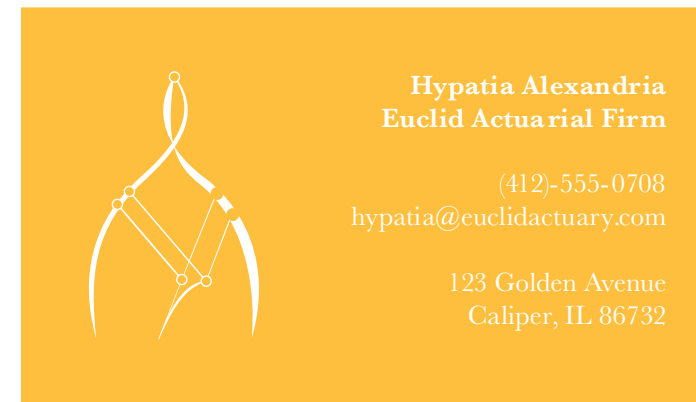 Hypatia Alexandria
Euclid Actuarial Firm
(412)-555-0708
hypatia@euclidactuary.com
123 Golden Avenue
Caliper, IL 86732